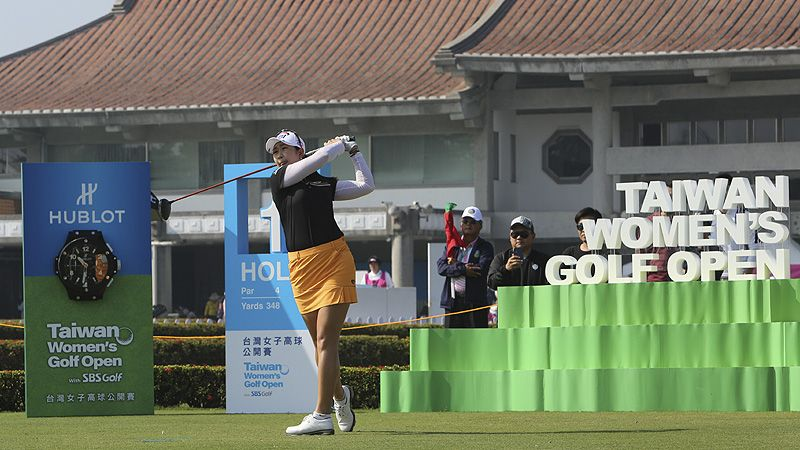 HUBLOT
Taiwan
Women's
Golf Open
With SBS Golf
台灣女子高球公開賽
1
HOL
Par 4
Yards 348
台灣女子高球
公開賽
Taiwan
Women's
Golf Open
with SBS Golf
TAIWAN
WOMEN'S
GOLF OPEN